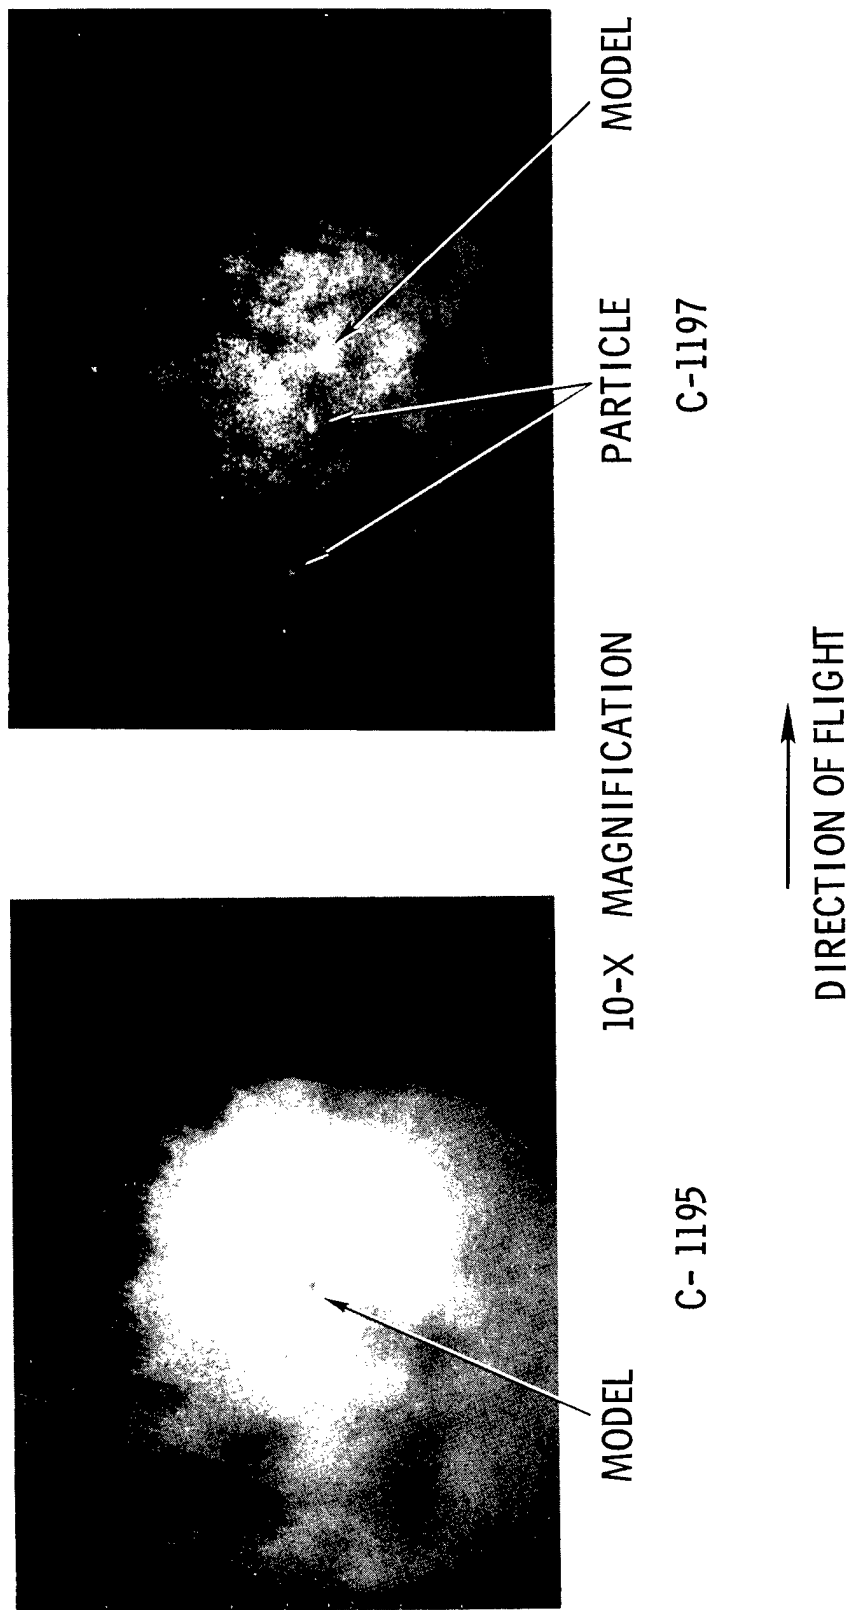 MODEL
10-X MAGNIFICATION
PARTICLE
MODEL
C-1195
C-1197
DIRECTION OF FLIGHT